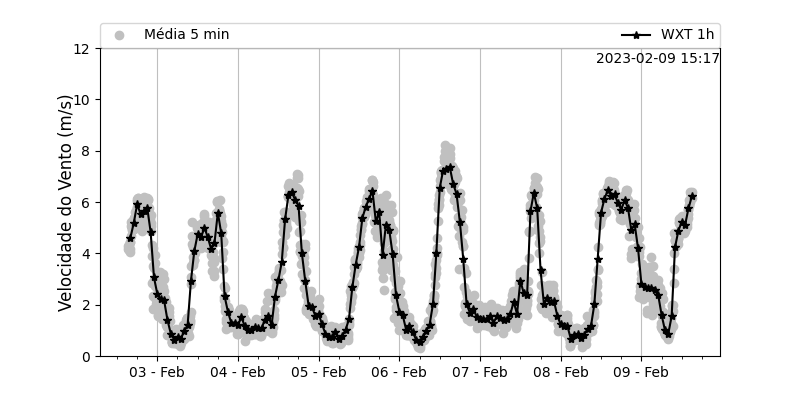 Média 5 min
WXT 1h
2023-02-09 15:17
Velocidade do Vento (m/s)
12
10
8
6
4
2
0
03 - Feb 04 - Feb 05 - Feb 06 - Feb 07 - Feb 08 - Feb 09 - Feb